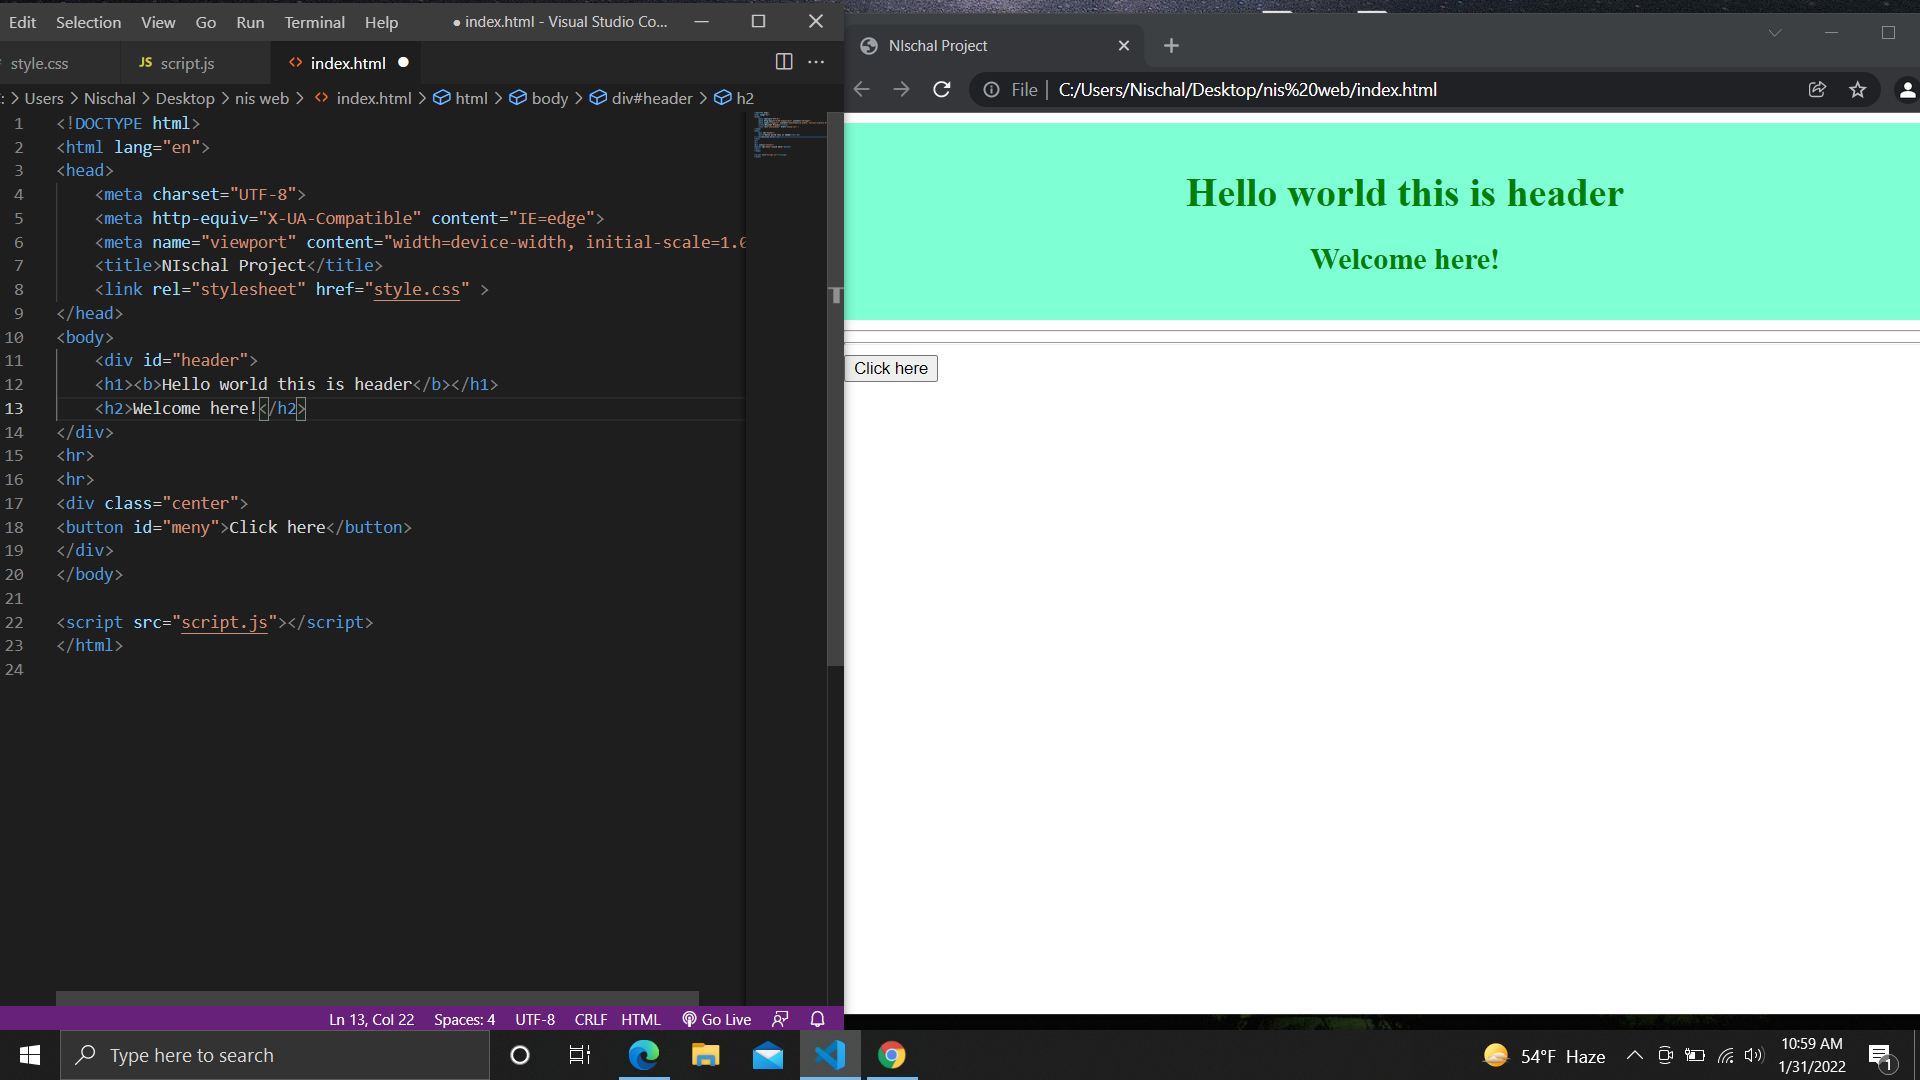 Edit Selection View Go Run Terminal Help ● index.html - Visual Studio Co...
style.css JS script.js <> index.html ●
: > Users > Nischal > Desktop > nis web > <> index.html > html > body > div#header > h2
1 <!DOCTYPE html>
2 <html lang="en">
3 <head>
4 <meta charset="UTF-8">
5 <meta http-equiv="X-UA-Compatible" content="IE=edge">
6 <meta name="viewport" content="width=device-width, initial-scale=1.0
7 <title>NIschal Project</title>
8 <link rel="stylesheet" href="style.css" >
9 </head>
10 <body>
11 <div id="header">
12 <h1><b>Hello world this is header</b></h1>
13 <h2>Welcome here!</h2>
14 </div>
15 <hr>
16 <hr>
17 <div class="center">
18 <button id="meny">Click here</button>
19 </div>
20 </body>
21
22 <script src="script.js"></script>
23 </html>
24
Ln 13, Col 22 Spaces: 4 UTF-8 CRLF HTML Go Live
NIschal Project
File | C:/Users/Nischal/Desktop/nis%20web/index.html
Hello world this is header
Welcome here!
Click here
Type here to search
54°F Haze
10:59 AM
1/31/2022
1